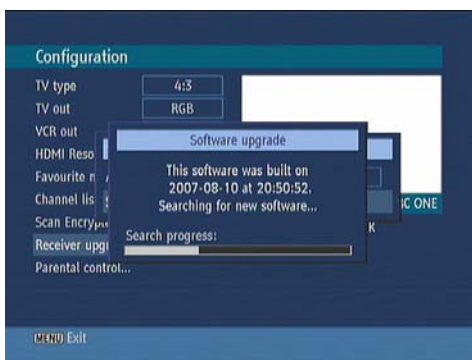 Configuration
TV type 4:3
TV out RGB
VCR out
HDMI Reso
Favourite
Channel lis
Scan
Receiver upg
Parental control...
Software upgrade
This software was built on
2007-08-10 at 20:50:52.
Searching for new software...
Search progress:
C ONE
K
MENU Exit